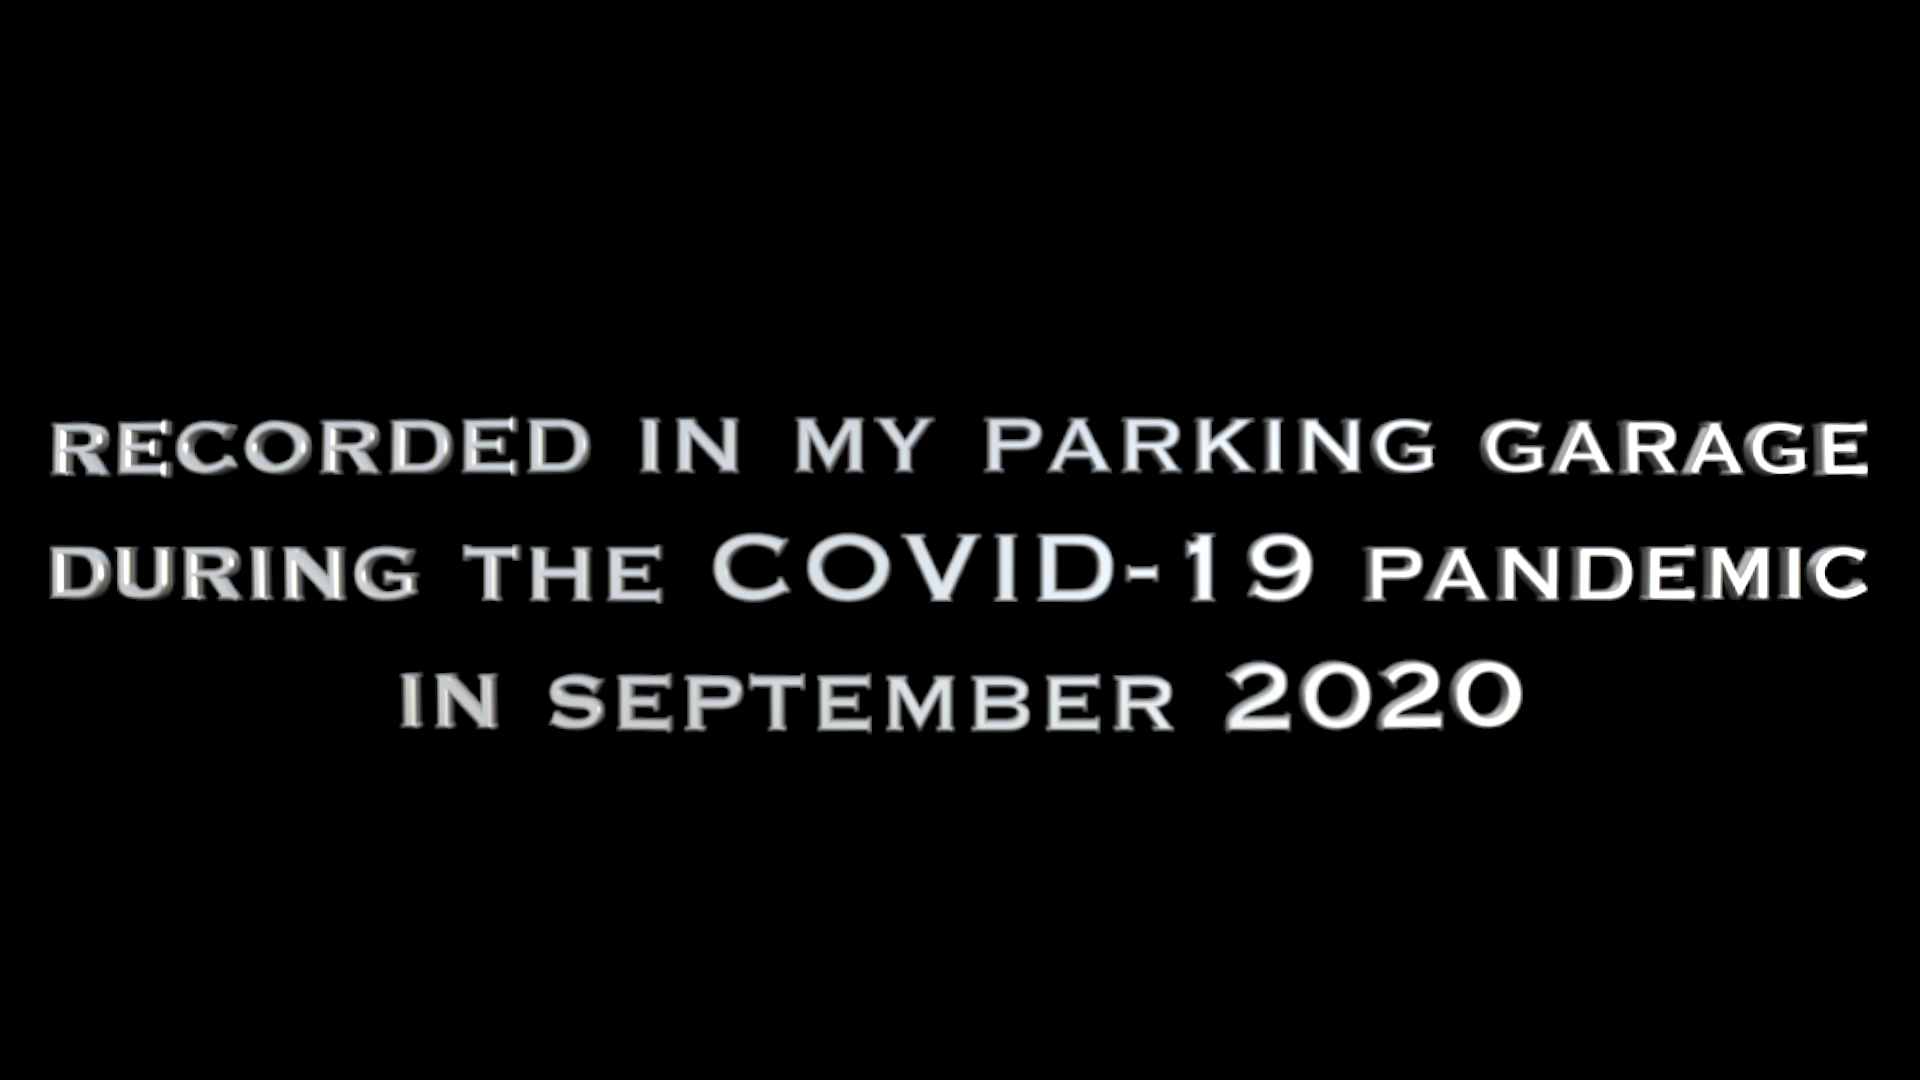 RECORDED IN MY PARKING GARAGE
DURING THE COVID-19 PANDEMIC
IN SEPTEMBER 2020